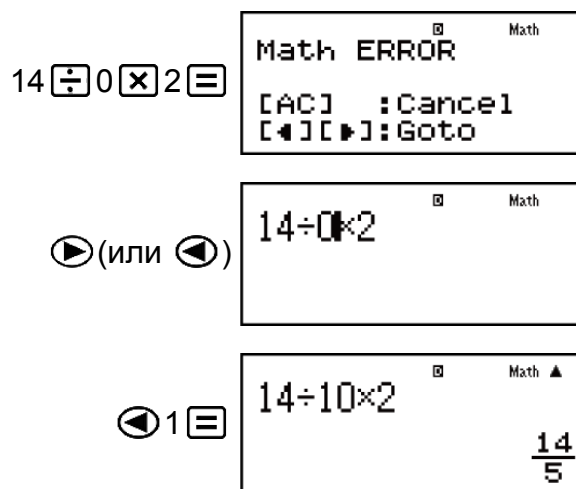 14 ÷ 0 × 2 =
D Math
Math ERROR
[AC] :Cancel
[◀][▶]:Goto
▶ (или ◀)
D Math
14÷0×2
◀ 1 =
D Math ▲
14÷10×2
14
5